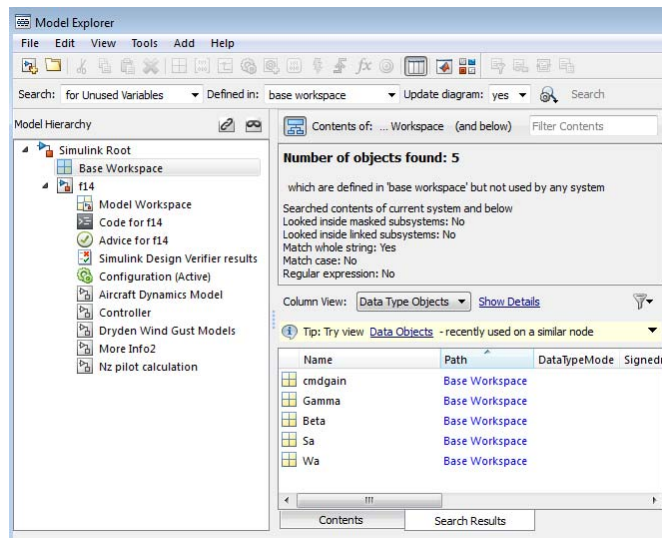 Model Explorer
File Edit View Tools Add Help
Search: for Unused Variables Defined in: base workspace Update diagram: yes Search
Model Hierarchy
Simulink Root
Base Workspace
f14
Model Workspace
Code for f14
Advice for f14
Simulink Design Verifier results
Configuration (Active)
Aircraft Dynamics Model
Controller
Dryden Wind Gust Models
More Info2
Nz pilot calculation
Contents of: ... Workspace (and below) Filter Contents
Number of objects found: 5
which are defined in 'base workspace' but not used by any system
Searched contents of current system and below
Looked inside masked subsystems: No
Looked inside linked subsystems: No
Match whole string: Yes
Match case: No
Regular expression: No
Column View: Data Type Objects Show Details
Tip: Try view Data Objects - recently used on a similar node
Name Path DataTypeMode Signed
cmdgain Base Workspace
Gamma Base Workspace
Beta Base Workspace
Sa Base Workspace
Wa Base Workspace
Contents Search Results